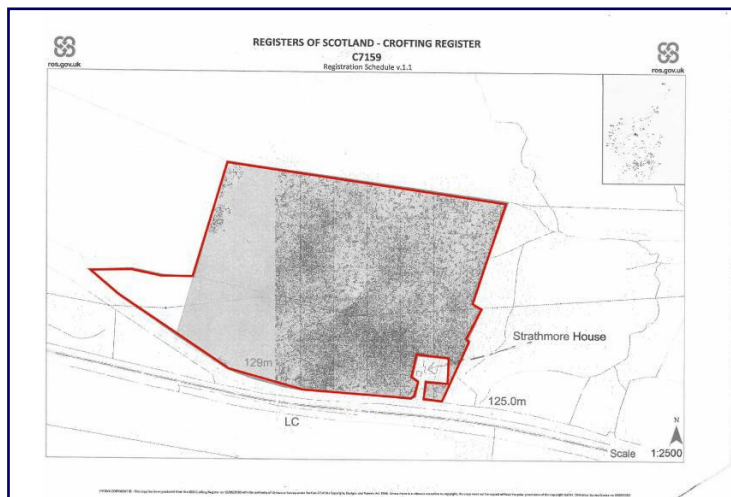 REGISTERS OF SCOTLAND - CROFTING REGISTER
C7159
Registration Schedule v.1.1
ros.gov.uk
ros.gov.uk
Strathmore House
129m
125.0m
LC
N
Scale 1:2500